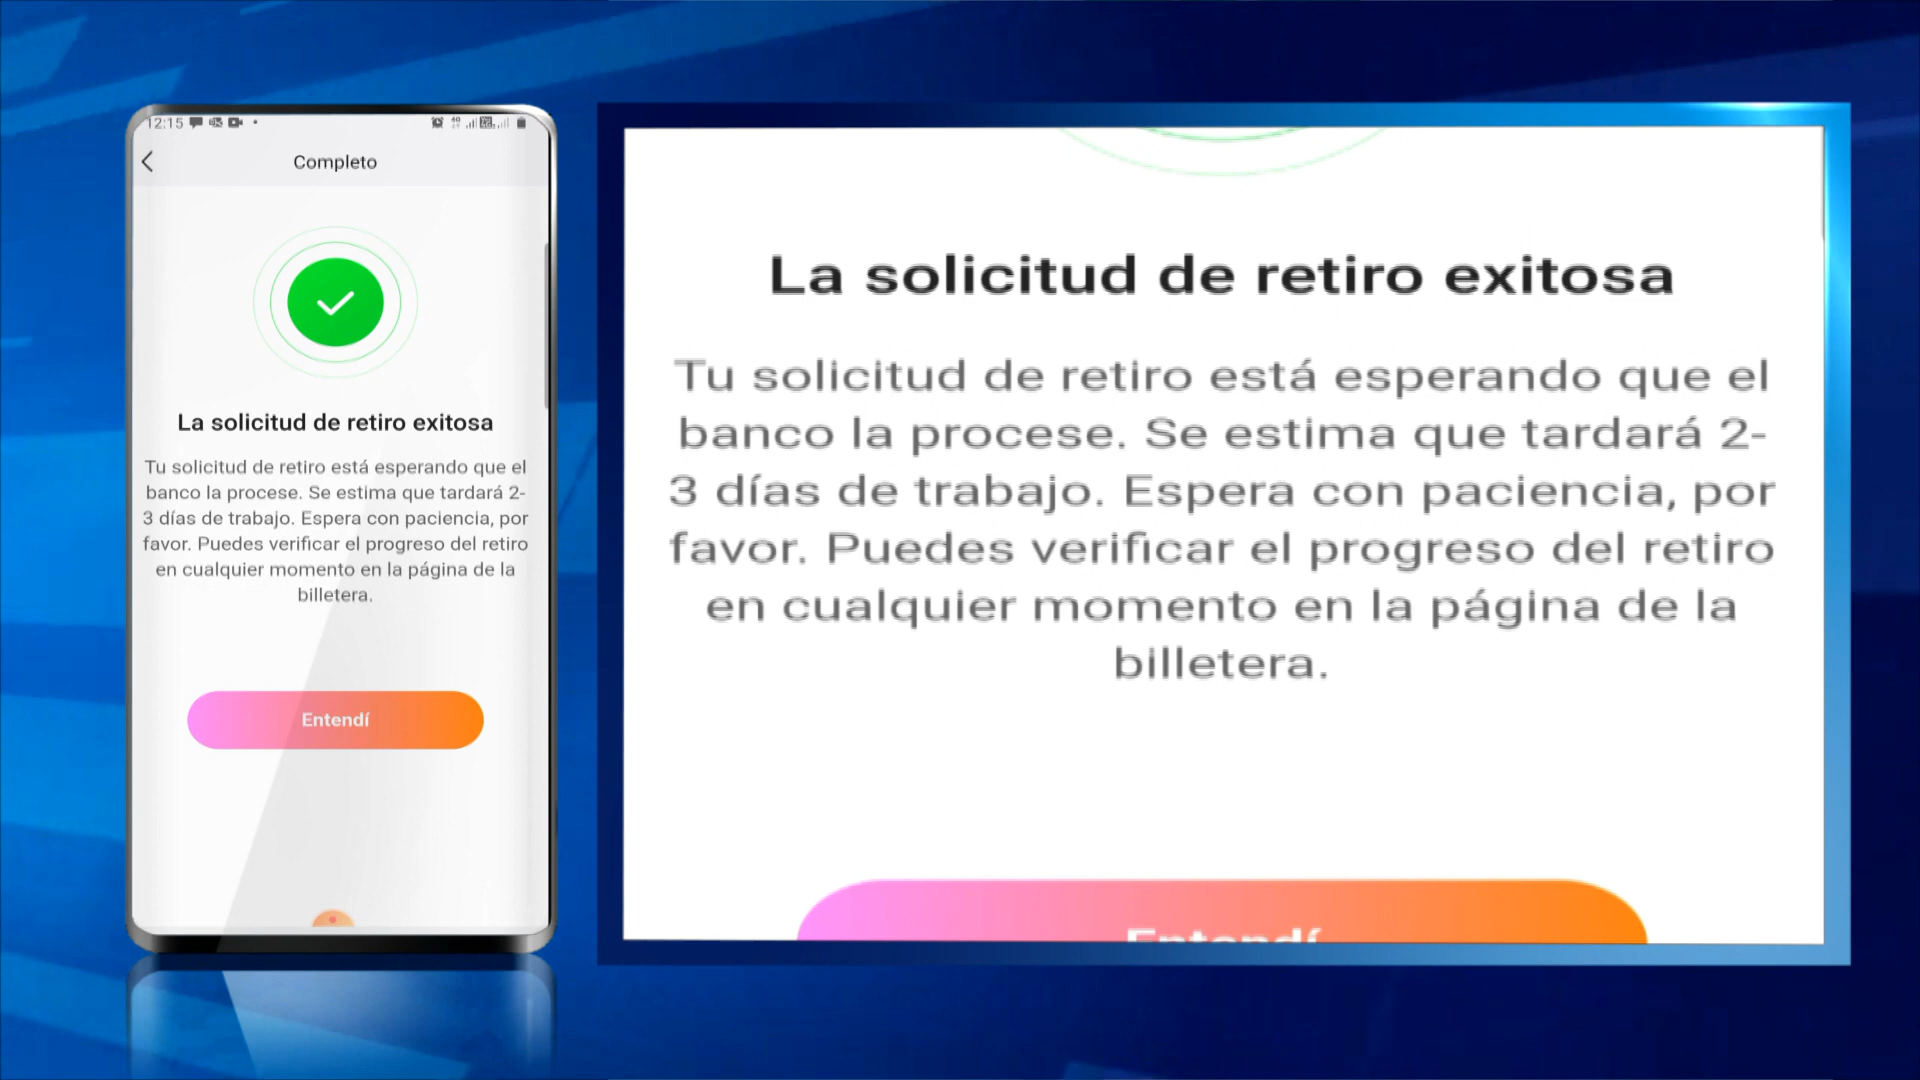 12:15
Completo
La solicitud de retiro exitosa
Tu solicitud de retiro está esperando que el
banco la procese. Se estima que tardará 2-
3 días de trabajo. Espera con paciencia, por
favor. Puedes verificar el progreso del retiro
en cualquier momento en la página de la
billetera.
Entendí
La solicitud de retiro exitosa
Tu solicitud de retiro está esperando que el
banco la procese. Se estima que tardará 2-
3 días de trabajo. Espera con paciencia, por
favor. Puedes verificar el progreso del retiro
en cualquier momento en la página de la
billetera.
Entendí